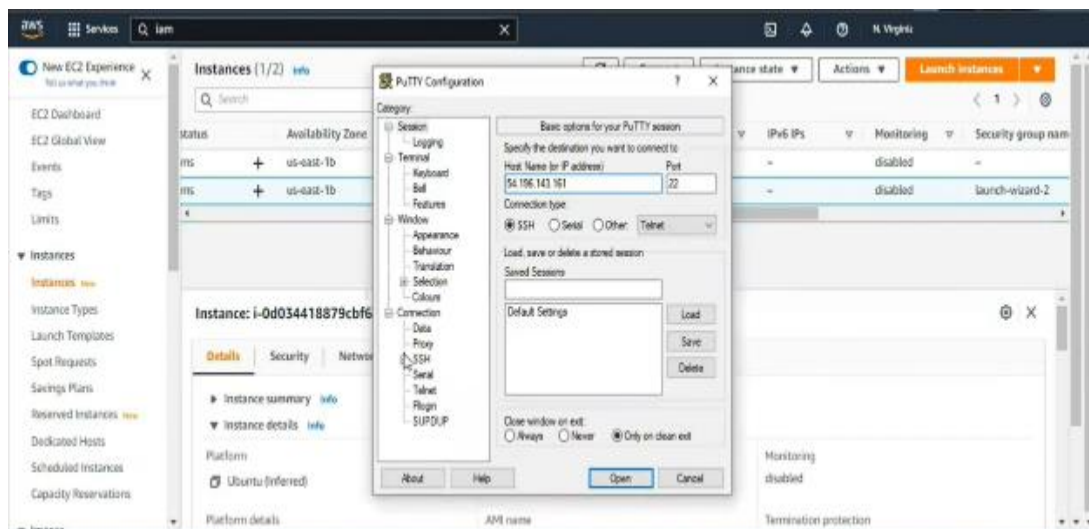 aws
Services
iam
N. Virginia
New EC2 Experience
Tell us what you think
EC2 Dashboard
EC2 Global View
Events
Tags
Limits
Instances
Instances New
Instance Types
Launch Templates
Spot Requests
Savings Plans
Reserved Instances New
Dedicated Hosts
Scheduled Instances
Capacity Reservations
Instances (1/2) Info
Actions
Launch instances
Search
1
status Availability Zone IPv6 IPs Monitoring Security group nam
ms + us-east-1b – disabled –
ms + us-east-1b – disabled launch-wizard-2
Instance: i-0d034418879cbf6
Details Security Networ
Instance summary Info
Instance details Info
Platform
Ubuntu (Inferred)
Platform details
AMI name
Monitoring
disabled
Termination protection
PuTTY Configuration ? X
Category:
Session
Logging
Terminal
Keyboard
Bell
Features
Window
Appearance
Behaviour
Translation
Selection
Colours
Connection
Data
Proxy
SSH
Serial
Telnet
Rlogin
SUPDUP
Basic options for your PuTTY session
Specify the destination you want to connect to
Host Name (or IP address) Port
54.196.143.161 22
Connection type:
SSH Serial Other: Telnet
Load, save or delete a stored session
Saved Sessions
Default Settings
Load
Save
Delete
Close window on exit:
Always Never Only on clean exit
About Help Open Cancel